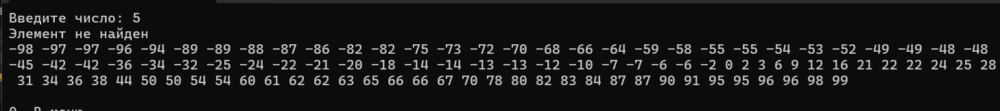 Введите число: 5
Элемент не найден
-98 -97 -97 -96 -94 -89 -89 -88 -87 -86 -82 -82 -75 -73 -72 -70 -68 -66 -64 -59 -58 -55 -55 -54 -53 -52 -49 -49 -48 -48
-45 -42 -42 -36 -34 -32 -25 -24 -22 -21 -20 -18 -14 -14 -13 -13 -12 -10 -7 -7 -6 -6 -2 0 2 3 6 9 12 16 21 22 22 24 25 28
31 34 36 38 44 50 50 54 54 60 61 62 62 63 65 66 66 67 70 78 80 82 83 84 87 87 90 91 95 95 96 96 98 99